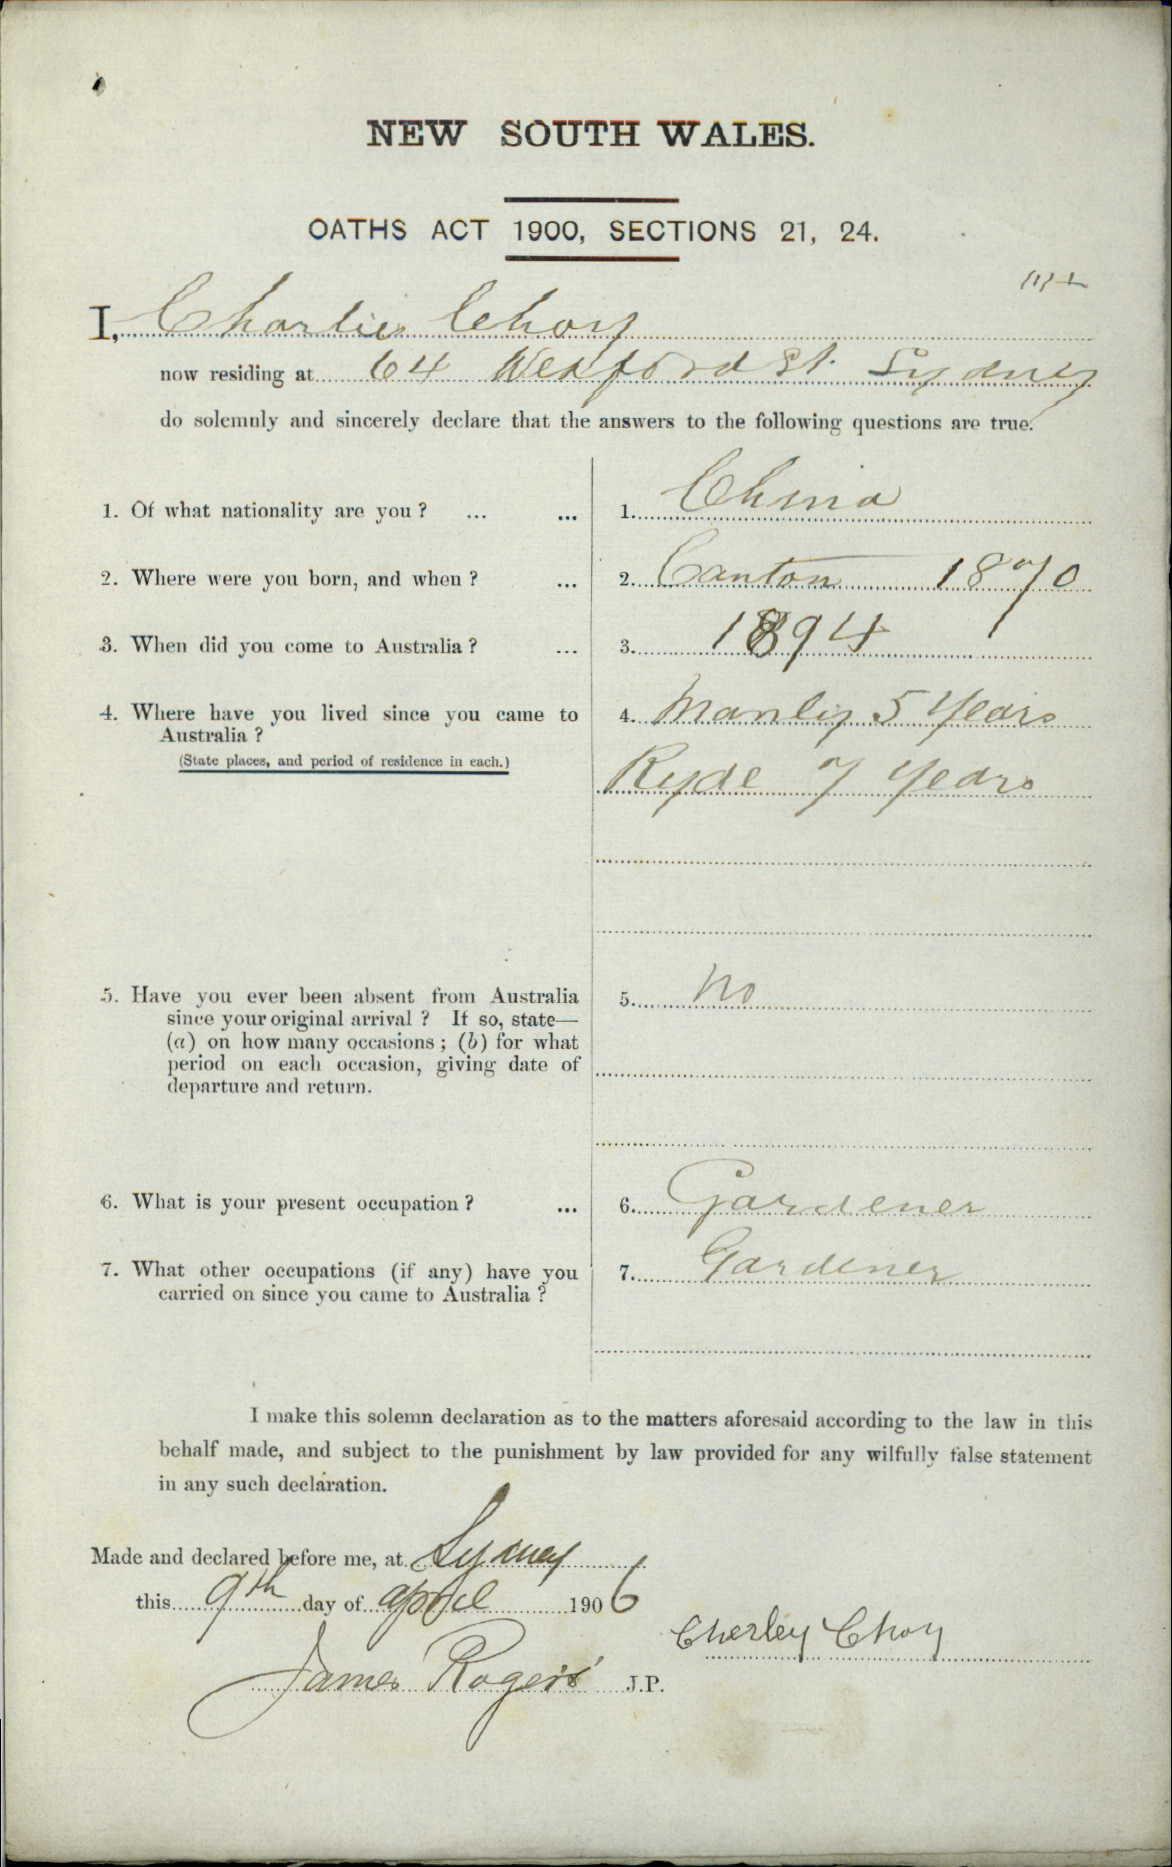 NEW SOUTH WALES.
OATHS ACT 1900, SECTIONS 21, 24.
I, Charlie Choy
now residing at 64 Wexford St. Sydney
do solemnly and sincerely declare that the answers to the following questions are true.
1. Of what nationality are you? ... ... 1. China
2. Where were you born, and when? ... 2. Canton 1870
3. When did you come to Australia? ... 3. 1894
4. Where have you lived since you came to 4. Manly 5 Years
Australia?
(State places, and period of residence in each.)
Ryde 7 Years
5. Have you ever been absent from Australia 5. No
since your original arrival? If so, state—
(a) on how many occasions; (b) for what
period on each occasion, giving date of
departure and return.
6. What is your present occupation? ... 6. Gardener
7. What other occupations (if any) have you 7. Gardener
carried on since you came to Australia?
I make this solemn declaration as to the matters aforesaid according to the law in this
behalf made, and subject to the punishment by law provided for any wilfully false statement
in any such declaration.
Made and declared before me, at Sydney
this 9th day of April 1906
Cherley Choy
James Rogers J.P.